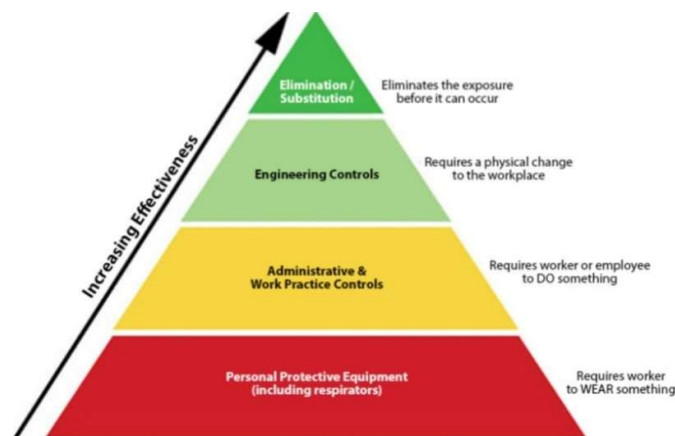 Increasing Effectiveness
Elimination /
Substitution
Eliminates the exposure
before it can occur
Engineering Controls
Requires a physical change
to the workplace
Administrative &
Work Practice Controls
Requires worker or employee
to DO something
Personal Protective Equipment
(including respirators)
Requires worker
to WEAR something